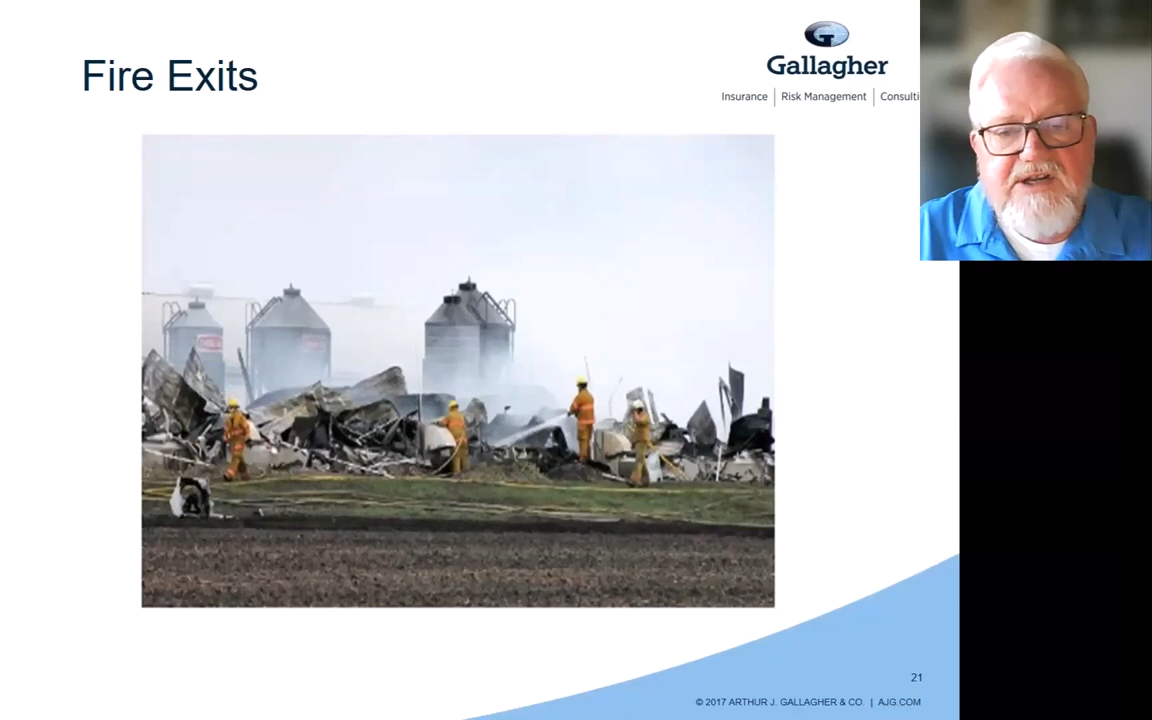 Fire Exits
Gallagher
Insurance | Risk Management | Consulti
21
© 2017 ARTHUR J. GALLAGHER & CO. | AJG.COM